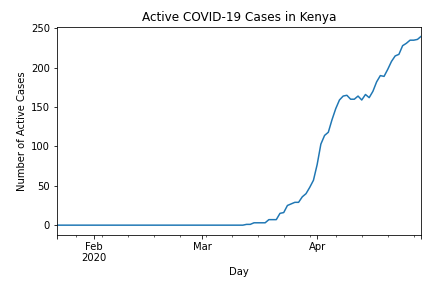 Active COVID-19 Cases in Kenya
250
200
150
100
50
0
Number of Active Cases
Feb
2020
Mar
Apr
Day